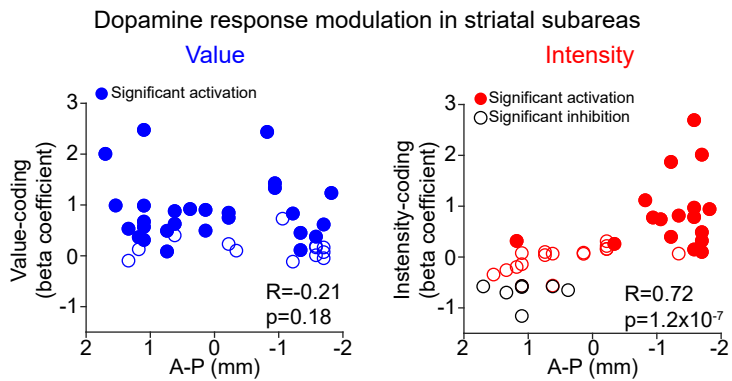 Dopamine response modulation in striatal subareas
Value
Intensity
Significant activation
3
2
1
0
-1
Value-coding
(beta coefficient)
R=-0.21
p=0.18
2
1
0
-1
-2
A-P (mm)
Significant activation
Significant inhibition
3
2
1
0
-1
Instensity-coding
(beta coefficient)
R=0.72
p=1.2x10⁻⁷
2
1
0
-1
-2
A-P (mm)